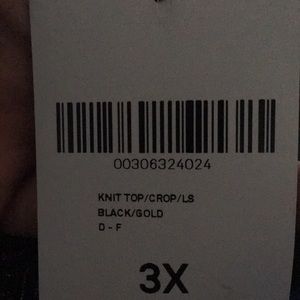 00306324024
KNIT TOP/CROP/LS
BLACK/GOLD
D - F
3X